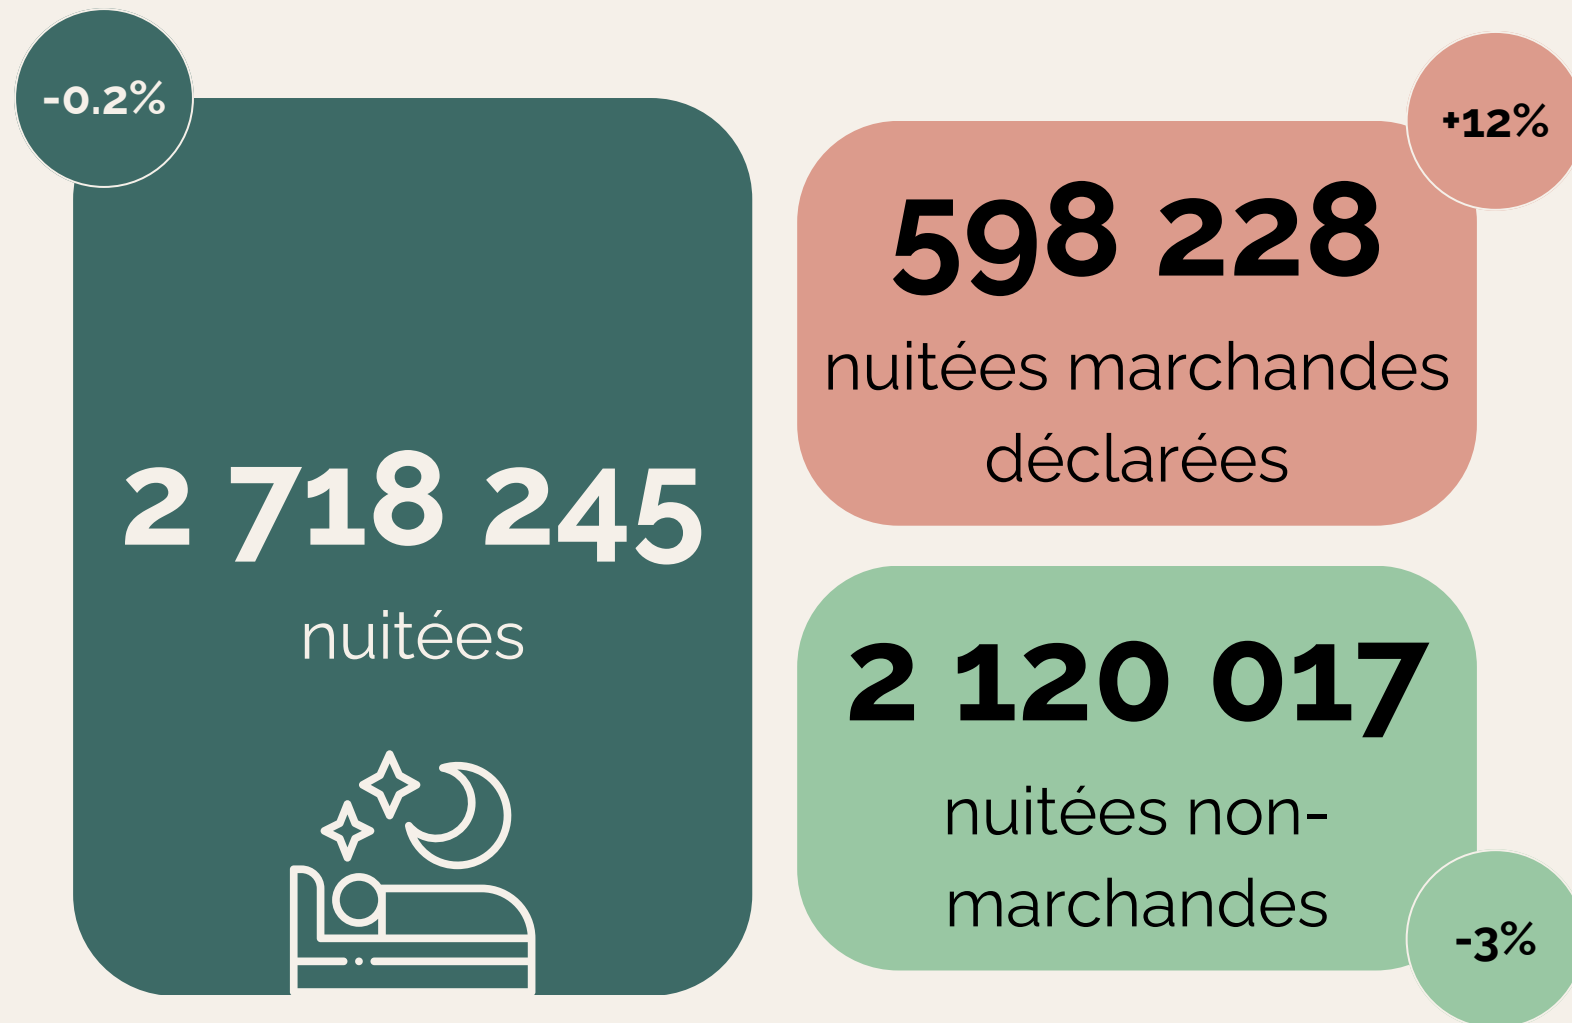 -0.2%
2 718 245
nuitées
+12%
598 228
nuitées marchandes
déclarées
2 120 017
nuitées non-
marchandes
-3%